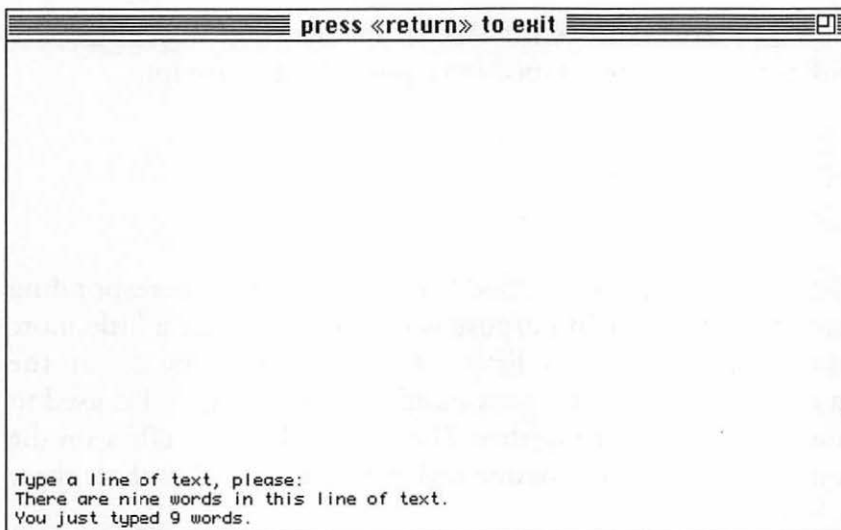 press «return» to exit
Type a line of text, please:
There are nine words in this line of text.
You just typed 9 words.